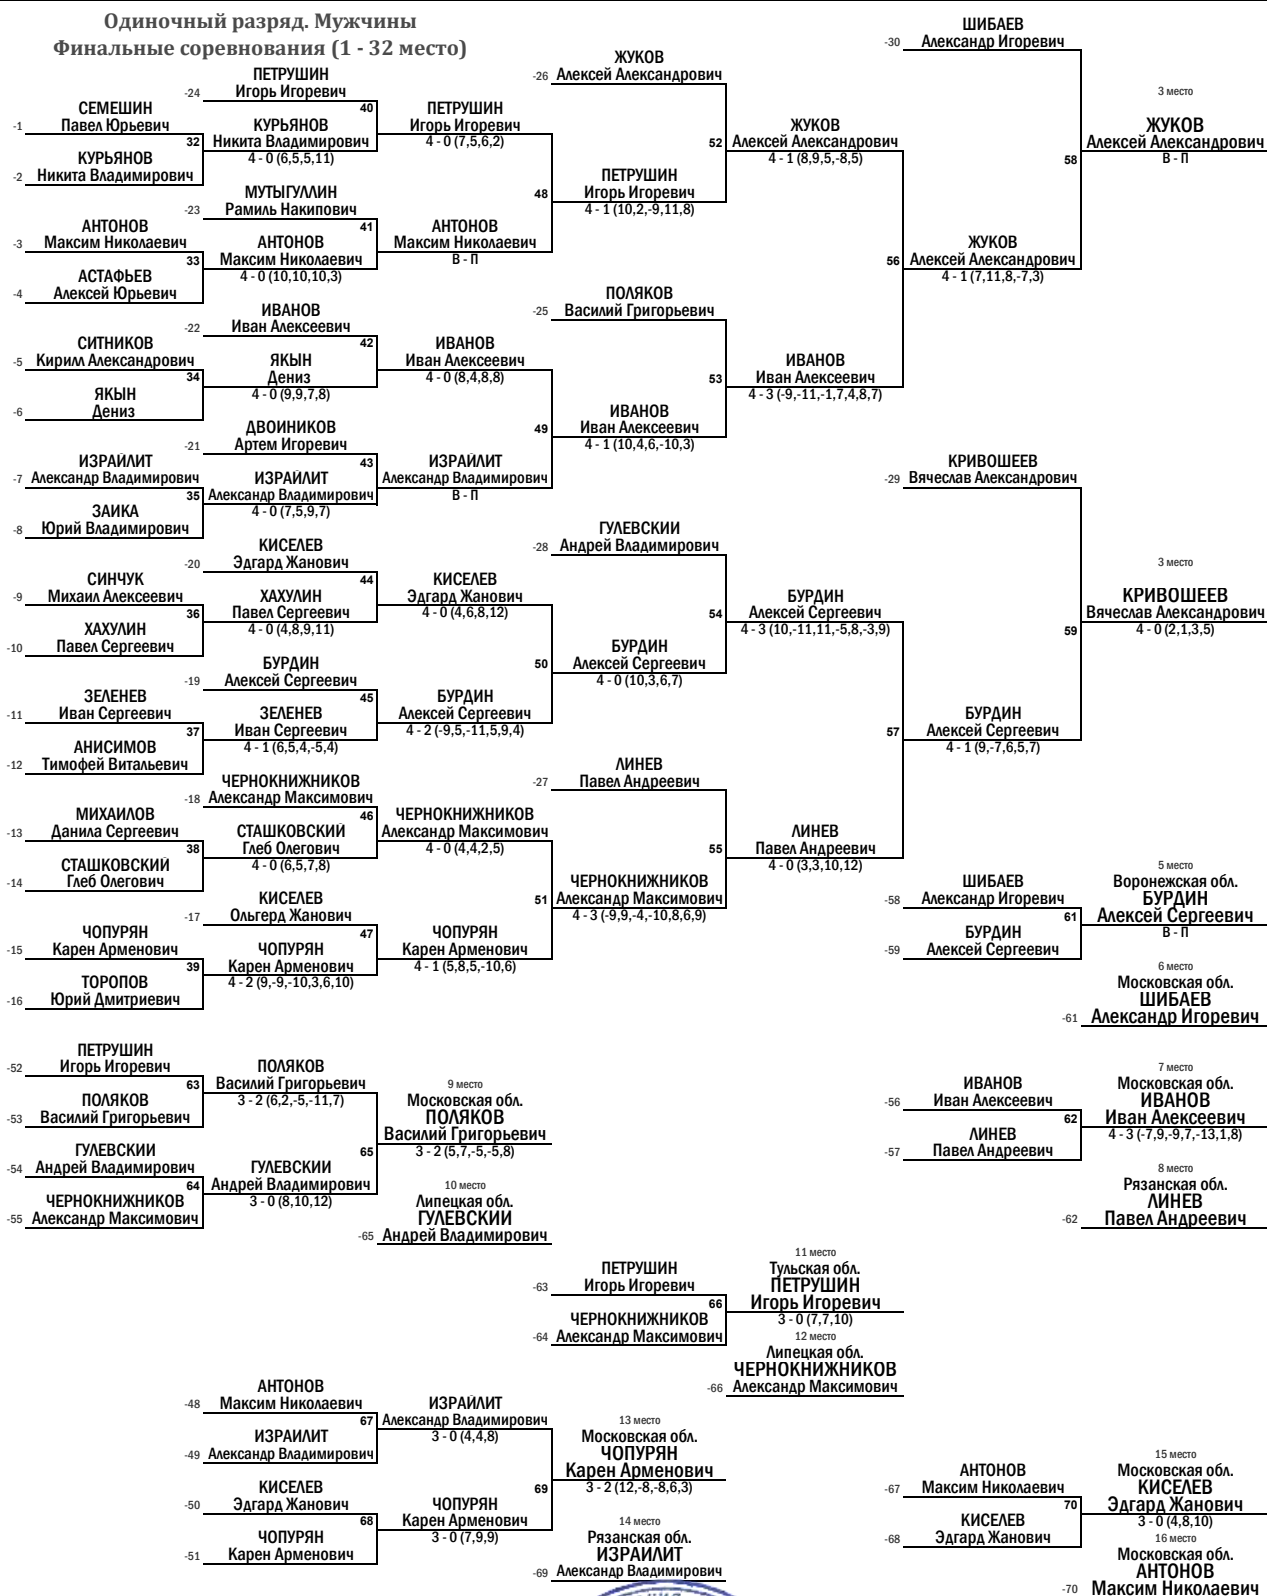 Одиночный разряд. Мужчины
Финальные соревнования (1 - 32 место)
-1
СЕМЕШИН
Павел Юрьевич
32
-2
КУРЬЯНОВ
Никита Владимирович
-3
АНТОНОВ
Максим Николаевич
33
-4
АСТАФЬЕВ
Алексей Юрьевич
-5
СИТНИКОВ
Кирилл Александрович
34
-6
ЯКЫН
Дениз
-7
ИЗРАЙЛИТ
Александр Владимирович
35
-8
ЗАИКА
Юрий Владимирович
-9
СИНЧУК
Михаил Алексеевич
36
-10
ХАХУЛИН
Павел Сергеевич
-11
ЗЕЛЕНЕВ
Иван Сергеевич
37
-12
АНИСИМОВ
Тимофей Витальевич
-13
МИХАЙЛОВ
Данила Сергеевич
38
-14
СТАШКОВСКИЙ
Глеб Олегович
-15
ЧОПУРЯН
Карен Арменович
39
-16
ТОРОПОВ
Юрий Дмитриевич
-24
ПЕТРУШИН
Игорь Игоревич
40
КУРЬЯНОВ
Никита Владимирович
4 - 0 (6,5,5,11)
-23
МУТЫГУЛЛИН
Рамиль Накипович
41
АНТОНОВ
Максим Николаевич
4 - 0 (10,10,10,3)
-22
ИВАНОВ
Иван Алексеевич
42
ЯКЫН
Дениз
4 - 0 (9,9,7,8)
-21
ДВОЙНИКОВ
Артем Игоревич
43
ИЗРАЙЛИТ
Александр Владимирович
4 - 0 (7,5,9,7)
-20
КИСЕЛЕВ
Эдгард Жанович
44
ХАХУЛИН
Павел Сергеевич
4 - 0 (4,8,9,11)
-19
БУРДИН
Алексей Сергеевич
45
ЗЕЛЕНЕВ
Иван Сергеевич
4 - 1 (6,5,4,-5,4)
-18
ЧЕРНОКНИЖНИКОВ
Александр Максимович
46
СТАШКОВСКИЙ
Глеб Олегович
4 - 0 (6,5,7,8)
-17
КИСЕЛЕВ
Ольгерд Жанович
47
ЧОПУРЯН
Карен Арменович
4 - 2 (9,-9,-10,3,6,10)
ПЕТРУШИН
Игорь Игоревич
4 - 0 (7,5,6,2)
48
АНТОНОВ
Максим Николаевич
В - П
ИВАНОВ
Иван Алексеевич
4 - 0 (8,4,8,8)
49
ИЗРАЙЛИТ
Александр Владимирович
В - П
КИСЕЛЕВ
Эдгард Жанович
4 - 0 (4,6,8,12)
50
БУРДИН
Алексей Сергеевич
4 - 2 (-9,5,-11,5,9,4)
ЧЕРНОКНИЖНИКОВ
Александр Максимович
4 - 0 (4,4,2,5)
51
ЧОПУРЯН
Карен Арменович
4 - 1 (5,8,5,-10,6)
-26
ЖУКОВ
Алексей Александрович
52
ПЕТРУШИН
Игорь Игоревич
4 - 1 (10,2,-9,11,8)
-25
ПОЛЯКОВ
Василий Григорьевич
53
ИВАНОВ
Иван Алексеевич
4 - 1 (10,4,6,-10,3)
-28
ГУЛЕВСКИЙ
Андрей Владимирович
54
БУРДИН
Алексей Сергеевич
4 - 0 (10,3,6,7)
-27
ЛИНЕВ
Павел Андреевич
55
ЧЕРНОКНИЖНИКОВ
Александр Максимович
4 - 3 (-9,9,-4,-10,8,6,9)
ЖУКОВ
Алексей Александрович
4 - 1 (8,9,5,-8,5)
56
ИВАНОВ
Иван Алексеевич
4 - 3 (-9,-11,-1,7,4,8,7)
БУРДИН
Алексей Сергеевич
4 - 3 (10,-11,11,-5,8,-3,9)
57
ЛИНЕВ
Павел Андреевич
4 - 0 (3,3,10,12)
-30
ШИБАЕВ
Александр Игоревич
58
ЖУКОВ
Алексей Александрович
4 - 1 (7,11,8,-7,3)
-29
КРИВОШЕЕВ
Вячеслав Александрович
59
БУРДИН
Алексей Сергеевич
4 - 1 (9,-7,6,5,7)
3 место
ЖУКОВ
Алексей Александрович
В - П
3 место
КРИВОШЕЕВ
Вячеслав Александрович
4 - 0 (2,1,3,5)
-58
ШИБАЕВ
Александр Игоревич
61
-59
БУРДИН
Алексей Сергеевич
5 место
Воронежская обл.
БУРДИН
Алексей Сергеевич
В - П
6 место
Московская обл.
ШИБАЕВ
-61
Александр Игоревич
-52
ПЕТРУШИН
Игорь Игоревич
63
-53
ПОЛЯКОВ
Василий Григорьевич
-54
ГУЛЕВСКИЙ
Андрей Владимирович
64
-55
ЧЕРНОКНИЖНИКОВ
Александр Максимович
ПОЛЯКОВ
Василий Григорьевич
3 - 2 (6,2,-5,-11,7)
65
ГУЛЕВСКИЙ
Андрей Владимирович
3 - 0 (8,10,12)
9 место
Московская обл.
ПОЛЯКОВ
Василий Григорьевич
3 - 2 (5,7,-5,-5,8)
10 место
Липецкая обл.
ГУЛЕВСКИЙ
-65
Андрей Владимирович
-56
ИВАНОВ
Иван Алексеевич
62
-57
ЛИНЕВ
Павел Андреевич
7 место
Московская обл.
ИВАНОВ
Иван Алексеевич
4 - 3 (-7,9,-9,7,-13,1,8)
8 место
Рязанская обл.
ЛИНЕВ
-62
Павел Андреевич
-63
ПЕТРУШИН
Игорь Игоревич
66
-64
ЧЕРНОКНИЖНИКОВ
Александр Максимович
11 место
Тульская обл.
ПЕТРУШИН
Игорь Игоревич
3 - 0 (7,7,10)
12 место
Липецкая обл.
ЧЕРНОКНИЖНИКОВ
-66
Александр Максимович
-48
АНТОНОВ
Максим Николаевич
67
-49
ИЗРАЙЛИТ
Александр Владимирович
-50
КИСЕЛЕВ
Эдгард Жанович
68
-51
ЧОПУРЯН
Карен Арменович
ИЗРАЙЛИТ
Александр Владимирович
3 - 0 (4,4,8)
69
ЧОПУРЯН
Карен Арменович
3 - 0 (7,9,9)
13 место
Московская обл.
ЧОПУРЯН
Карен Арменович
3 - 2 (12,-8,-8,6,3)
14 место
Рязанская обл.
ИЗРАЙЛИТ
-69
Александр Владимирович
-67
АНТОНОВ
Максим Николаевич
70
-68
КИСЕЛЕВ
Эдгард Жанович
15 место
Московская обл.
КИСЕЛЕВ
Эдгард Жанович
3 - 0 (4,8,10)
16 место
Московская обл.
АНТОНОВ
-70
Максим Николаевич